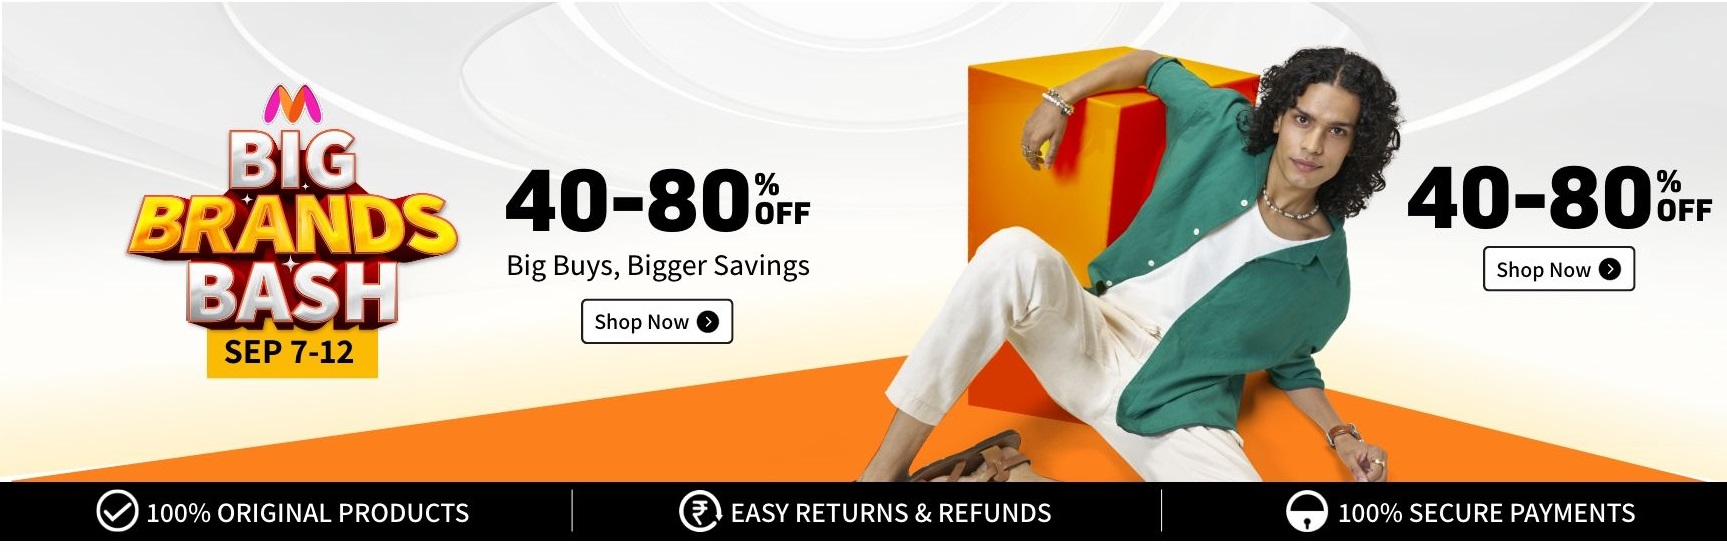 BIG
BRANDS
BASH
SEP 7-12
40-80% OFF
Big Buys, Bigger Savings
Shop Now
40-80% OFF
Shop Now
100% ORIGINAL PRODUCTS
EASY RETURNS & REFUNDS
100% SECURE PAYMENTS